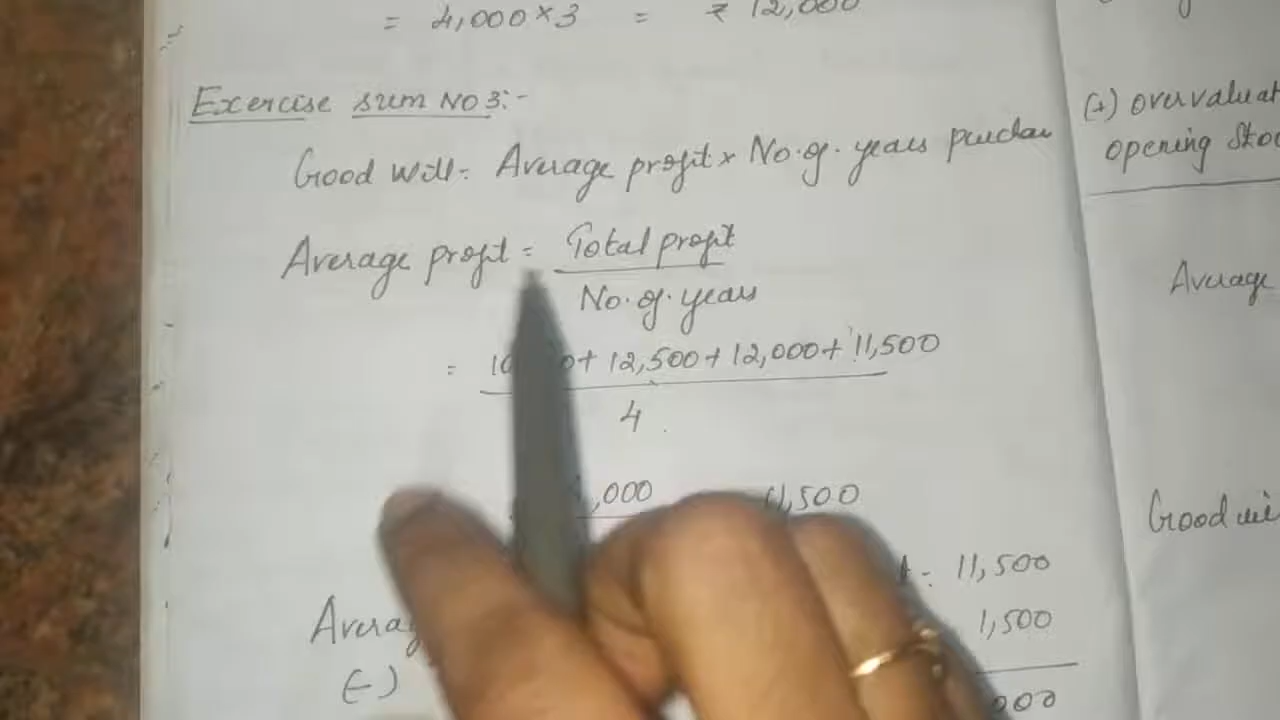 = 4,000 × 3 = ₹ 12,000
Exercise sum NO 3:-
Good will = Average profit × No. of. years
Average profit = Total profit
No. of. years
= + 12,500 + 12,000 + 11,500
4
,000 11,500
: 11,500
1,500
(-)
000
(+) overvaluat
opening Stoc
Average
Good wi